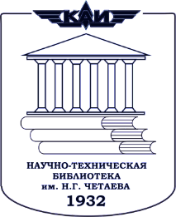 КАИ
НАУЧНО-ТЕХНИЧЕСКАЯ
БИБЛИОТЕКА
им. Н.Г. ЧЕТАЕВА
1932